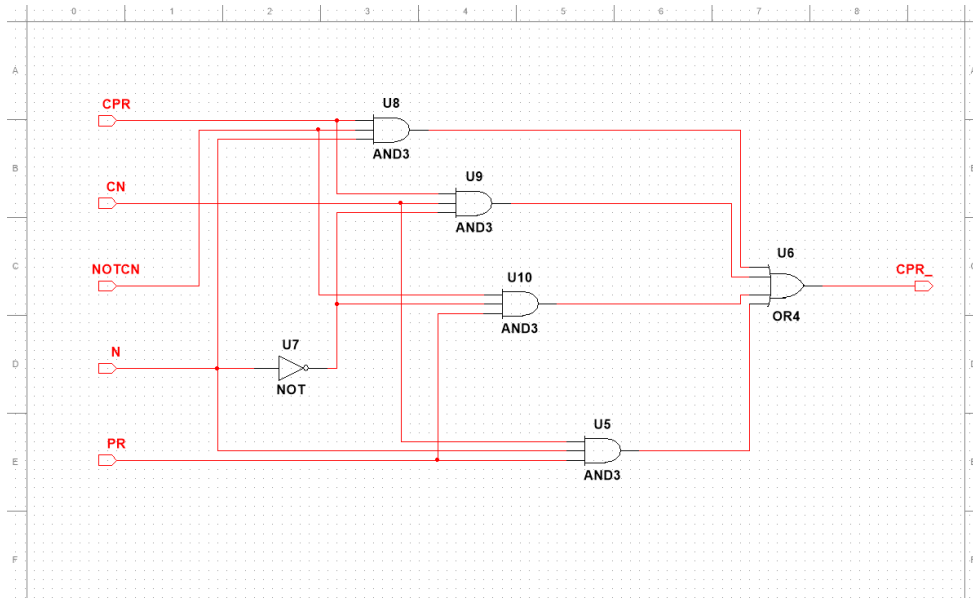 0 1 2 3 4 5 6 7 8
A A
CPR
U8
AND3
B B
CN
U9
AND3
NOTCN
C C
U10
AND3
U6
OR4
CPR_
N
D D
U7
NOT
PR
U5
AND3
E E
F F